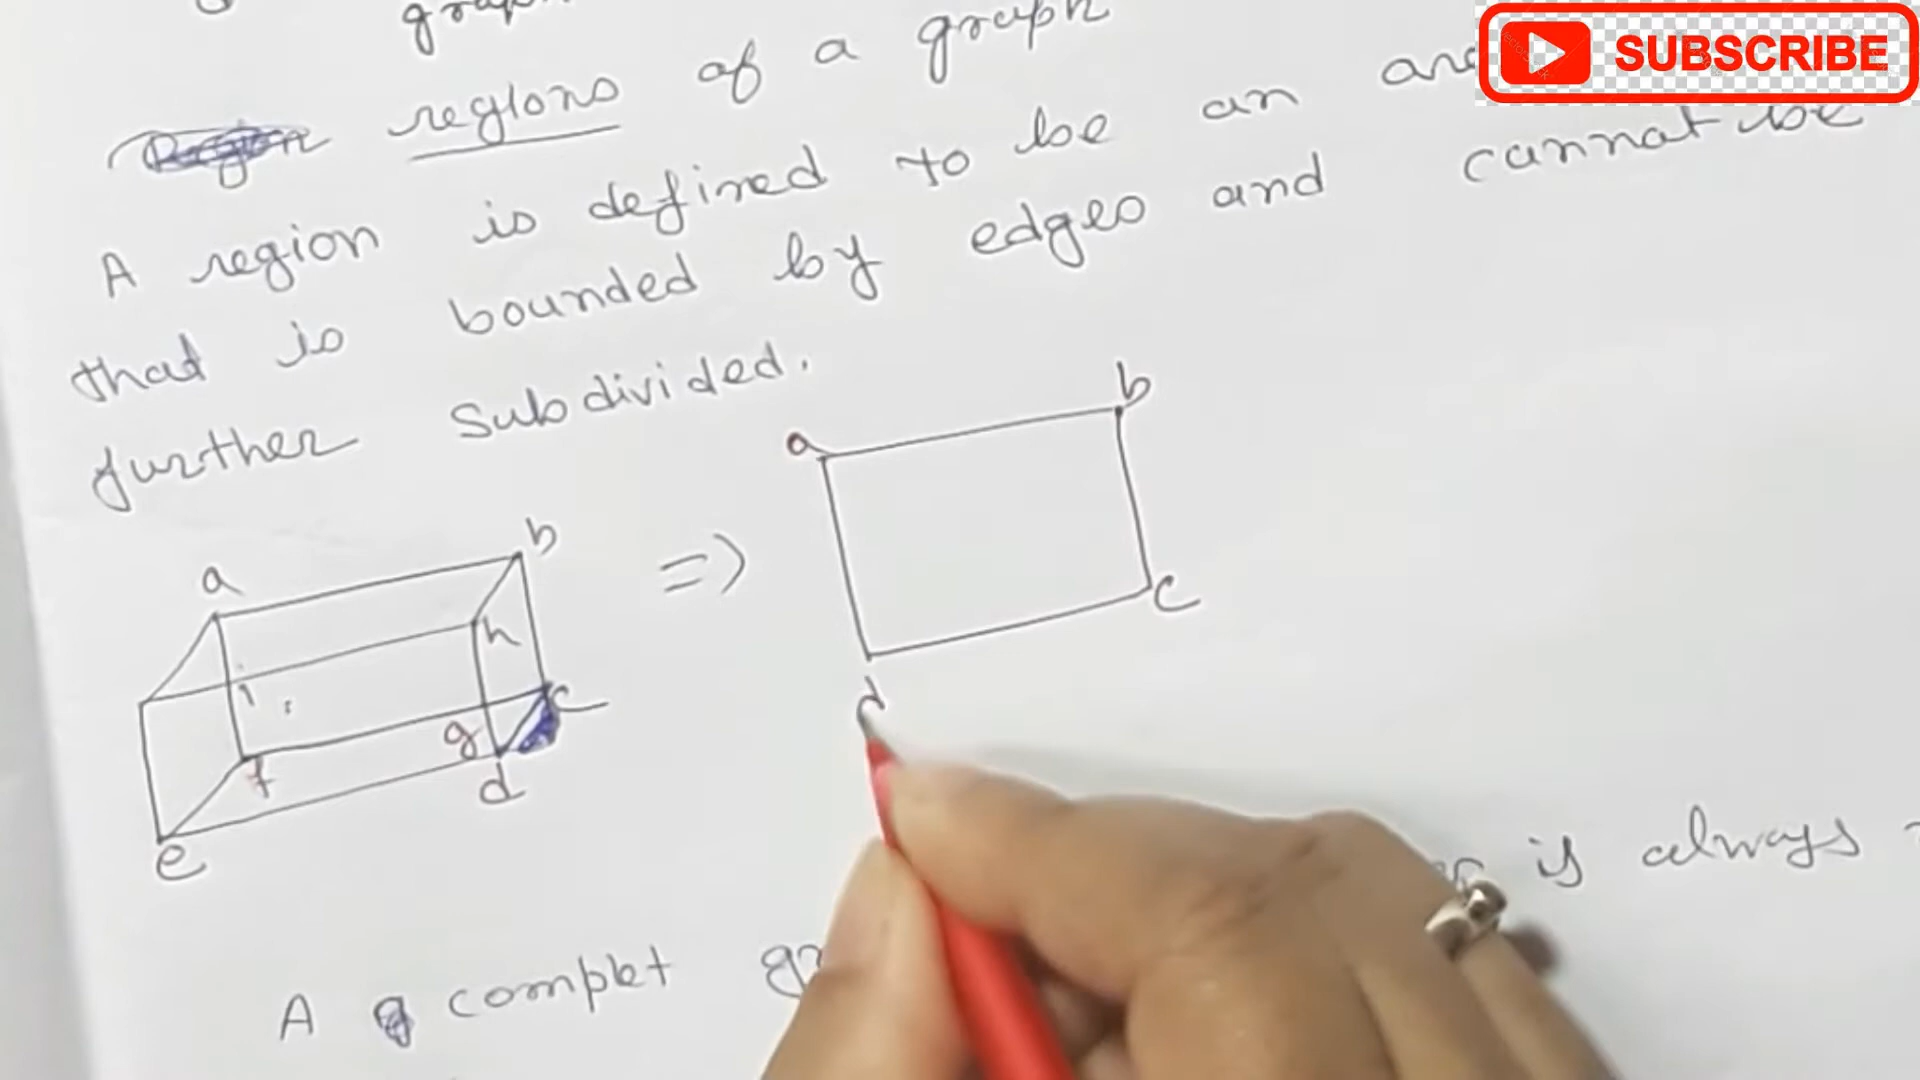 graph
SUBSCRIBE
regions of a graph
A region is defined to be an
that is bounded by edges and cannot be
further subdivided.
a b
c
d
=>
a b
h
i
g c
f d
e
is always
A complet